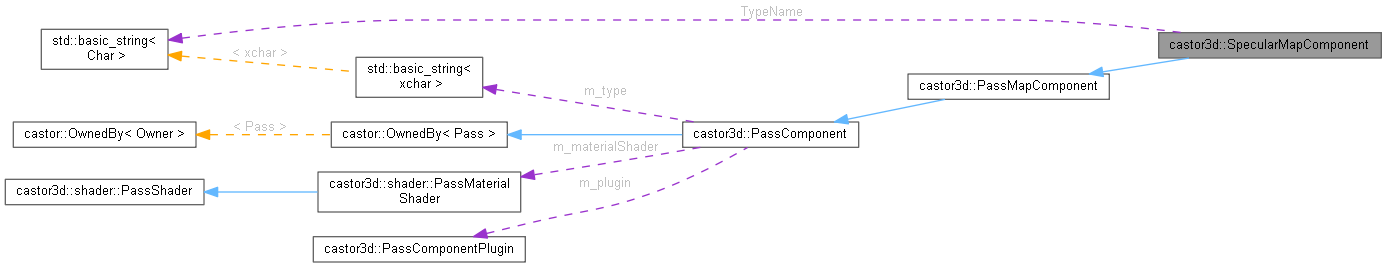 TypeName
std::basic_string<
Char >
castor3d::SpecularMapComponent
< xchar >
std::basic_string<
xchar >
castor3d::PassMapComponent
m_type
castor::OwnedBy< Owner >
< Pass >
castor::OwnedBy< Pass >
castor3d::PassComponent
m_materialShader
castor3d::shader::PassShader
castor3d::shader::PassMaterial
Shader
m_plugin
castor3d::PassComponentPlugin